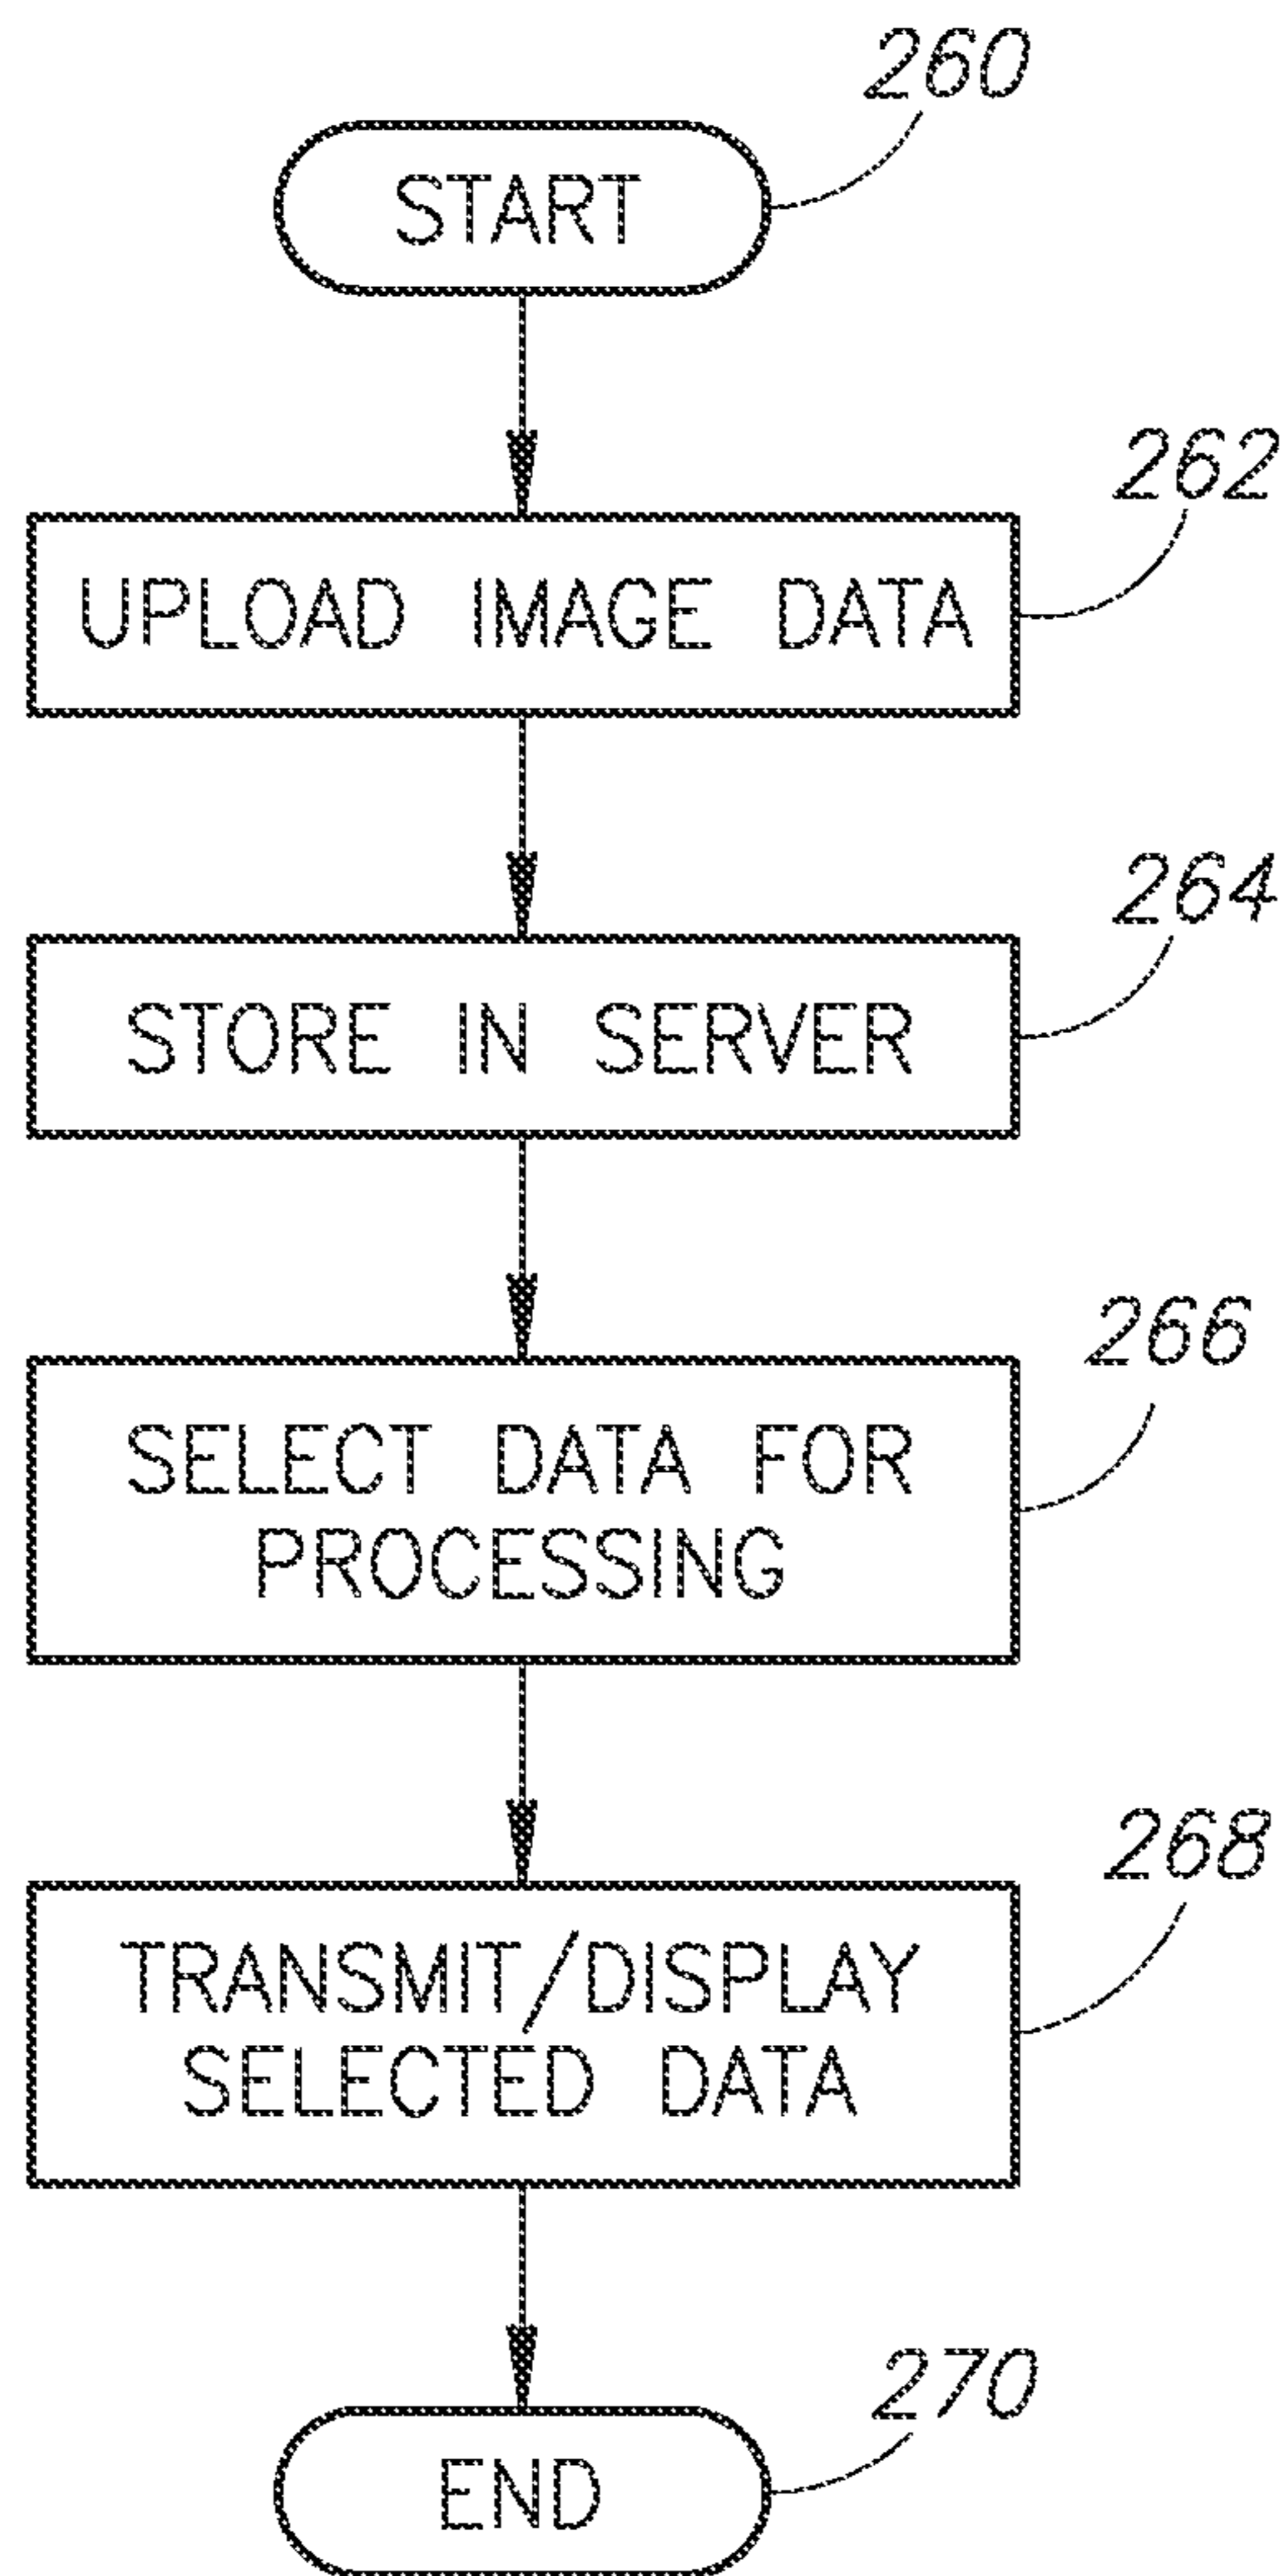 260
START
262
UPLOAD IMAGE DATA
264
STORE IN SERVER
266
SELECT DATA FOR
PROCESSING
268
TRANSMIT/DISPLAY
SELECTED DATA
270
END